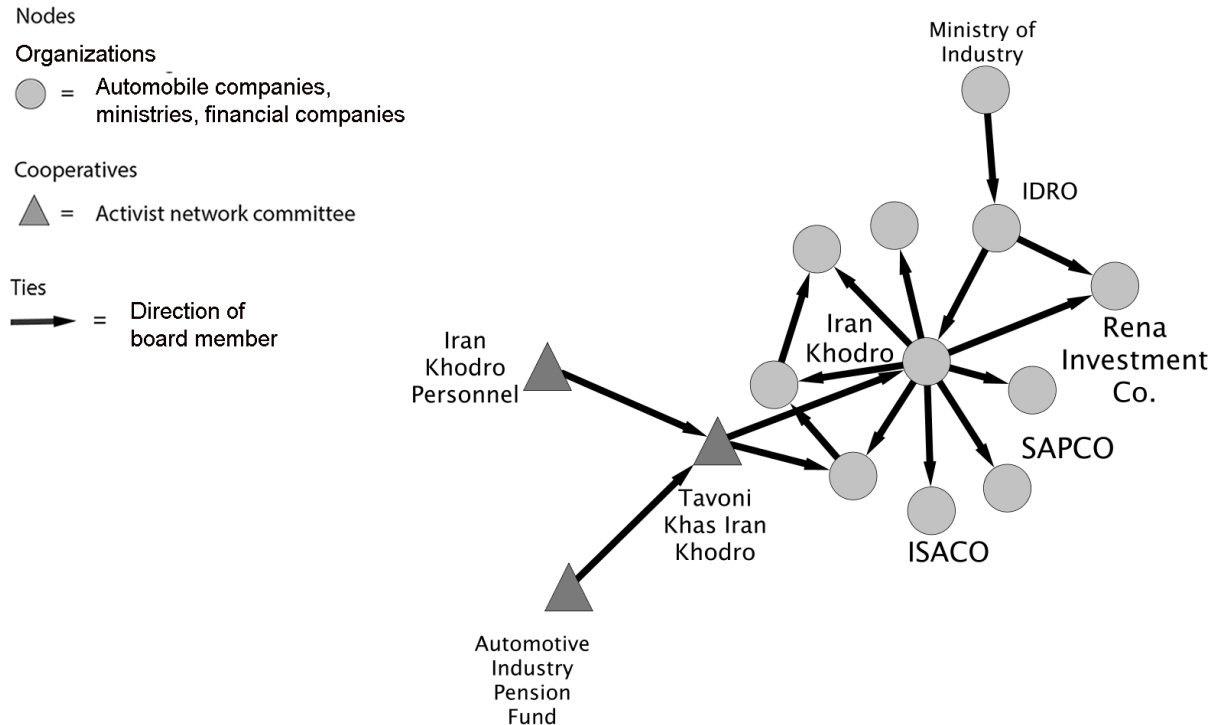 Nodes
Organizations
= Automobile companies,
ministries, financial companies
Cooperatives
= Activist network committee
Ties
= Direction of
board member
Ministry of
Industry
IDRO
Rena
Investment
Co.
Iran
Khodro
SAPCO
ISACO
Iran
Khodro
Personnel
Tavoni
Khas Iran
Khodro
Automotive
Industry
Pension
Fund